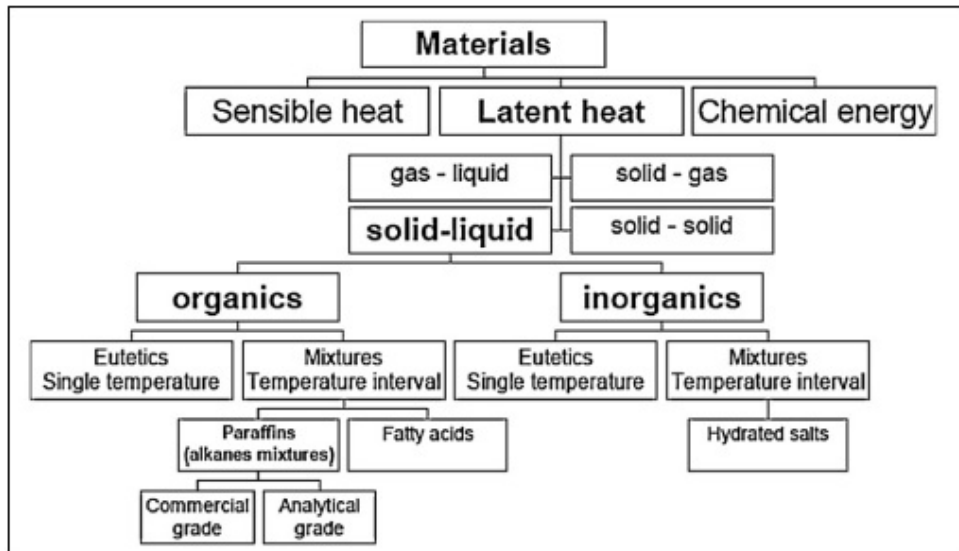 Materials
Sensible heat
Latent heat
Chemical energy
gas - liquid
solid - gas
solid-liquid
solid - solid
organics
inorganics
Eutetics
Single temperature
Mixtures
Temperature interval
Eutetics
Single temperature
Mixtures
Temperature interval
Paraffins
(alkanes mixtures)
Fatty acids
Hydrated salts
Commercial
grade
Analytical
grade